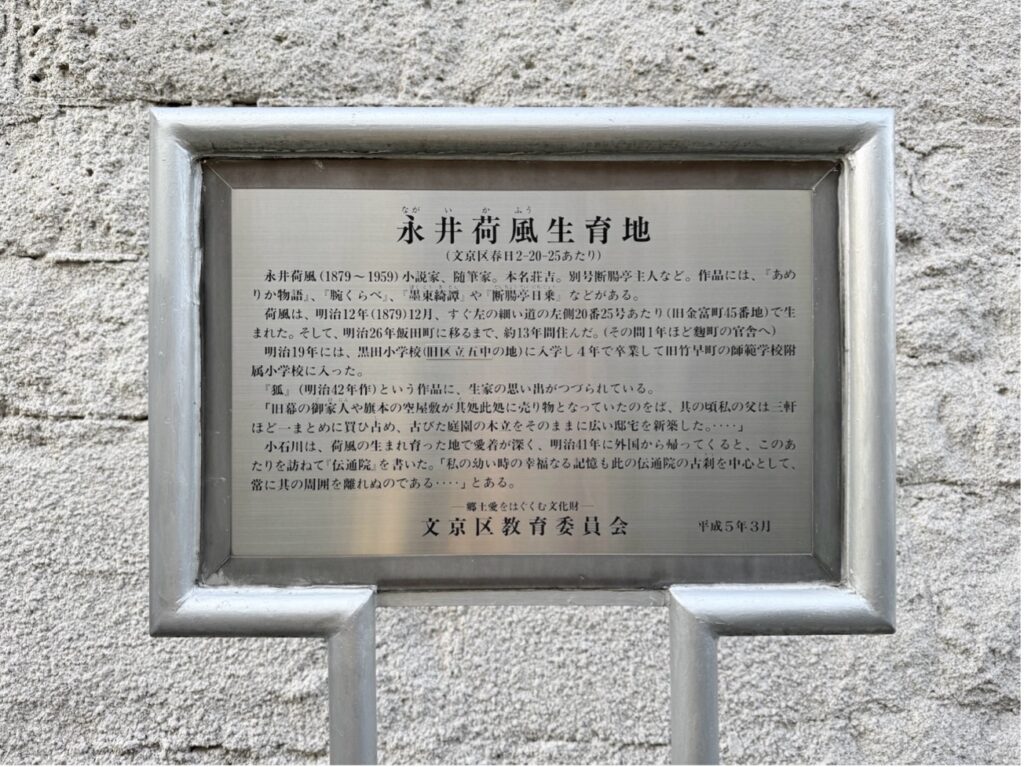 ながいかふう
永井荷風生育地
(文京区春日2-20-25あたり)
永井荷風(1879～1959)小説家、随筆家。本名荘吉。別号断腸亭主人など。作品には、『あめ
りか物語』、『腕くらべ』、『墨東綺譚』や『断腸亭日乗』などがある。
荷風は、明治12年(1879)12月、すぐ左の細い道の左側20番25号あたり(旧金富町45番地)で生
まれた。そして、明治26年飯田町に移るまで、約13年間住んだ。(その間1年ほど麹町の官舎へ)
明治19年には、黒田小学校(旧区立五中の地)に入学し4年で卒業して旧竹早町の師範学校附
属小学校に入った。
『狐』(明治42年作)という作品に、生家の思い出がつづられている。
「旧幕の御家人や旗本の空屋敷が其処此処に売り物となっていたのをば、其の頃私の父は三軒
ほど一まとめに買ひ占め、古びた庭園の木立をそのままに広い邸宅を新築した。‥‥」
小石川は、荷風の生まれ育った地で愛着が深く、明治41年に外国から帰ってくると、このあ
たりを訪ねて『伝通院』を書いた。「私の幼い時の幸福なる記憶も此の伝通院の古刹を中心として、
常に其の周囲を離れぬのである‥‥」とある。
―郷土愛をはぐくむ文化財―
文京区教育委員会 平成5年3月